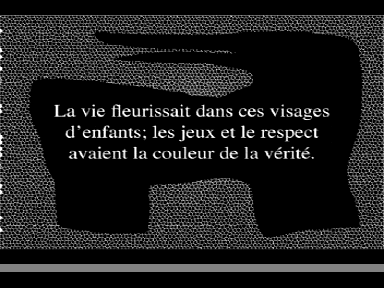 La vie fleurissait dans ces visages
d’enfants; les jeux et le respect
avaient la couleur de la vérité.